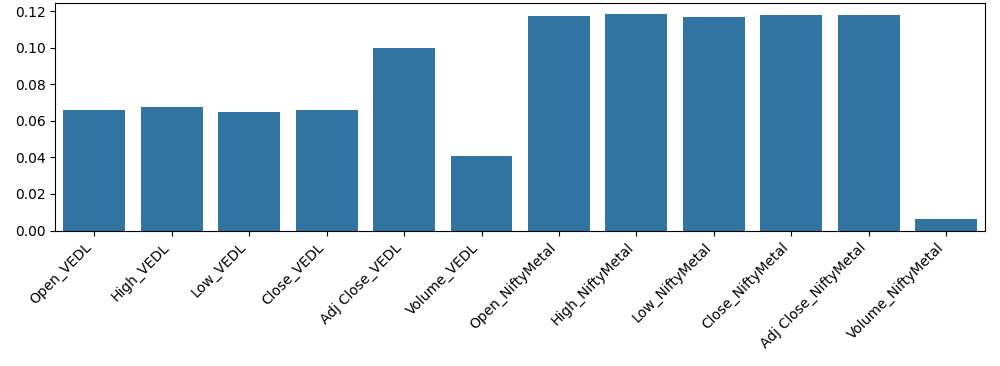 0.12
0.10
0.08
0.06
0.04
0.02
0.00
Open_VEDL
High_VEDL
Low_VEDL
Close_VEDL
Adj Close_VEDL
Volume_VEDL
Open_NiftyMetal
High_NiftyMetal
Low_NiftyMetal
Close_NiftyMetal
Adj Close_NiftyMetal
Volume_NiftyMetal